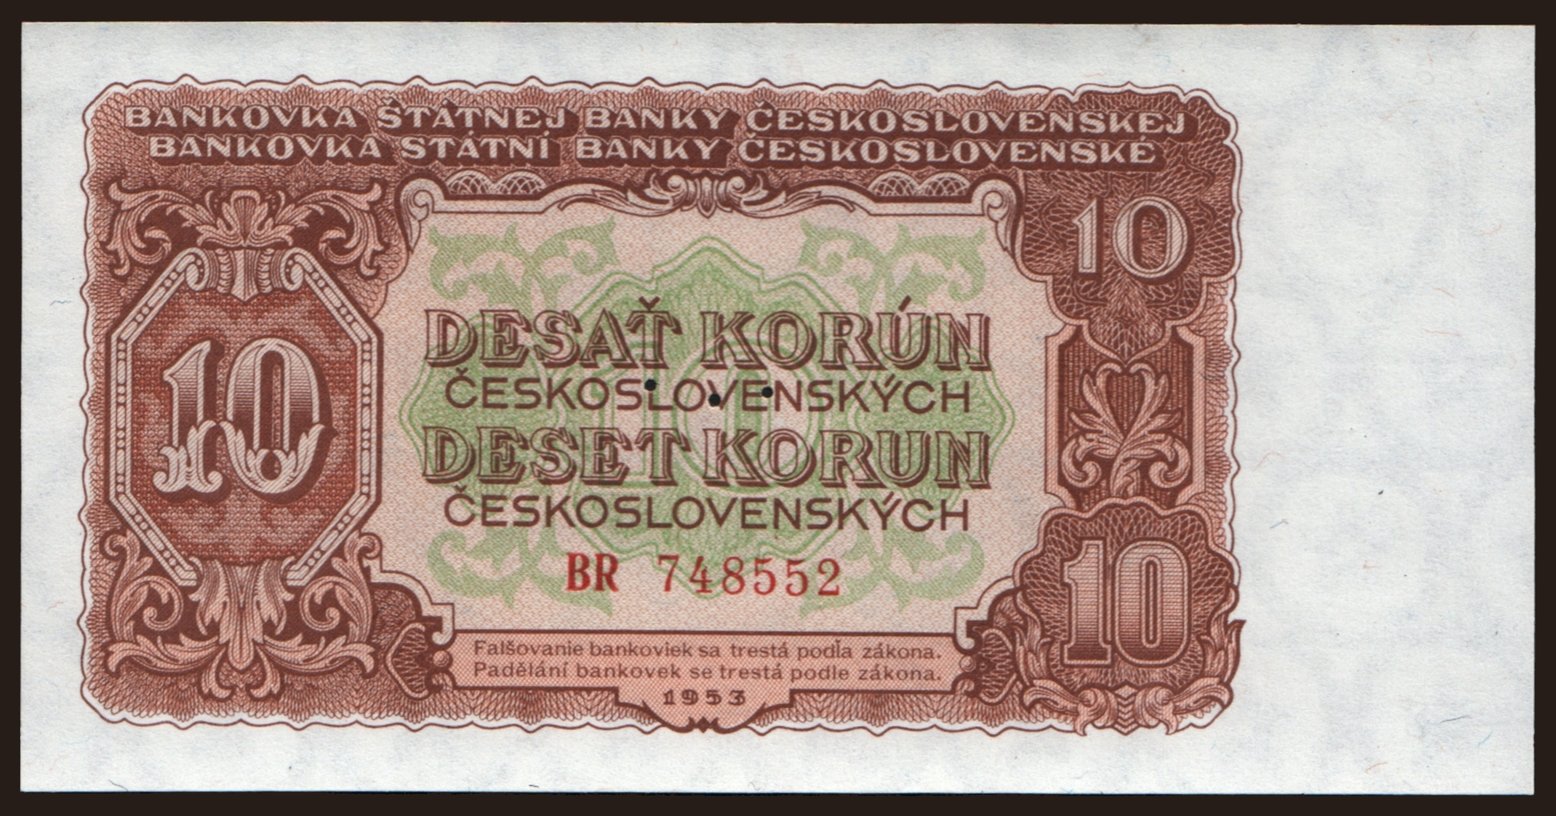 BANKOVKA ŠTÁTNEJ BANKY ČESKOSLOVENSKEJ
BANKOVKA STÁTNÍ BANKY ČESKOSLOVENSKÉ
10
10
DESAŤ KORÚN
ČESKOSLOVENSKÝCH
DESET KORUN
ČESKOSLOVENSKÝCH
BR 748552
10
Falšovanie bankoviek sa trestá podľa zákona.
Padělání bankovek se trestá podle zákona.
1953